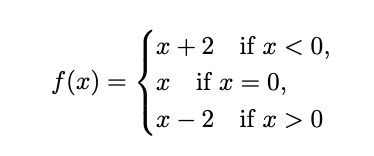 x + 2 if x < 0,
f(x) = { x if x = 0,
x − 2 if x > 0